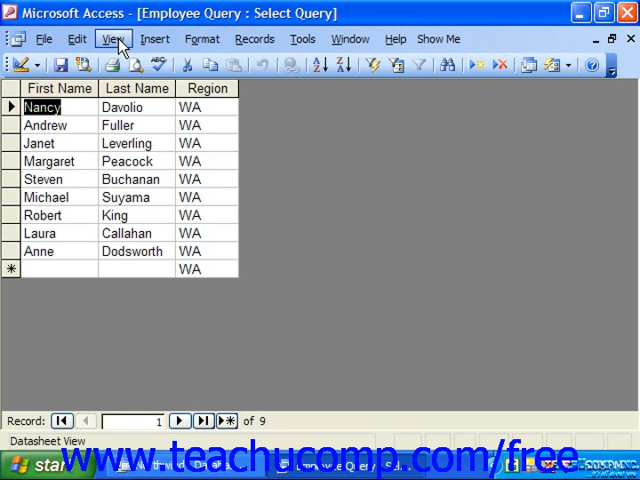 Microsoft Access - [Employee Query : Select Query]
File Edit View Insert Format Records Tools Window Help Show Me
First Name Last Name Region
Nancy Davolio WA
Andrew Fuller WA
Janet Leverling WA
Margaret Peacock WA
Steven Buchanan WA
Michael Suyama WA
Robert King WA
Laura Callahan WA
Anne Dodsworth WA
WA
Record: 1 of 9
Datasheet View
www.teachucomp.com/free
start